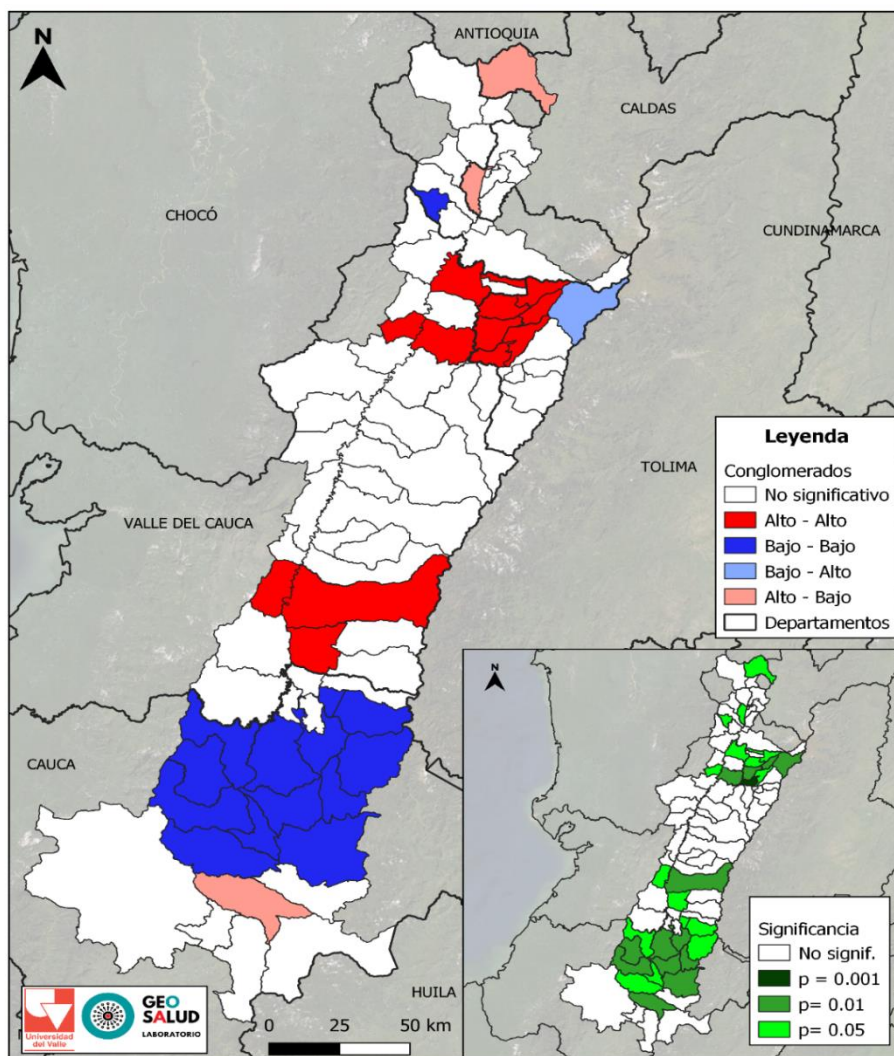 N
ANTIOQUIA
CALDAS
CHOCÓ
CUNDINAMARCA
Leyenda
Conglomerados
No significativo
Alto - Alto
Bajo - Bajo
Bajo - Alto
Alto - Bajo
Departamentos
TOLIMA
VALLE DEL CAUCA
N
CAUCA
HUILA
Significancia
No signif.
p = 0.001
p= 0.01
p= 0.05
Universidad
del Valle
GEO
SALUD
LABORATORIO
0 25 50 km